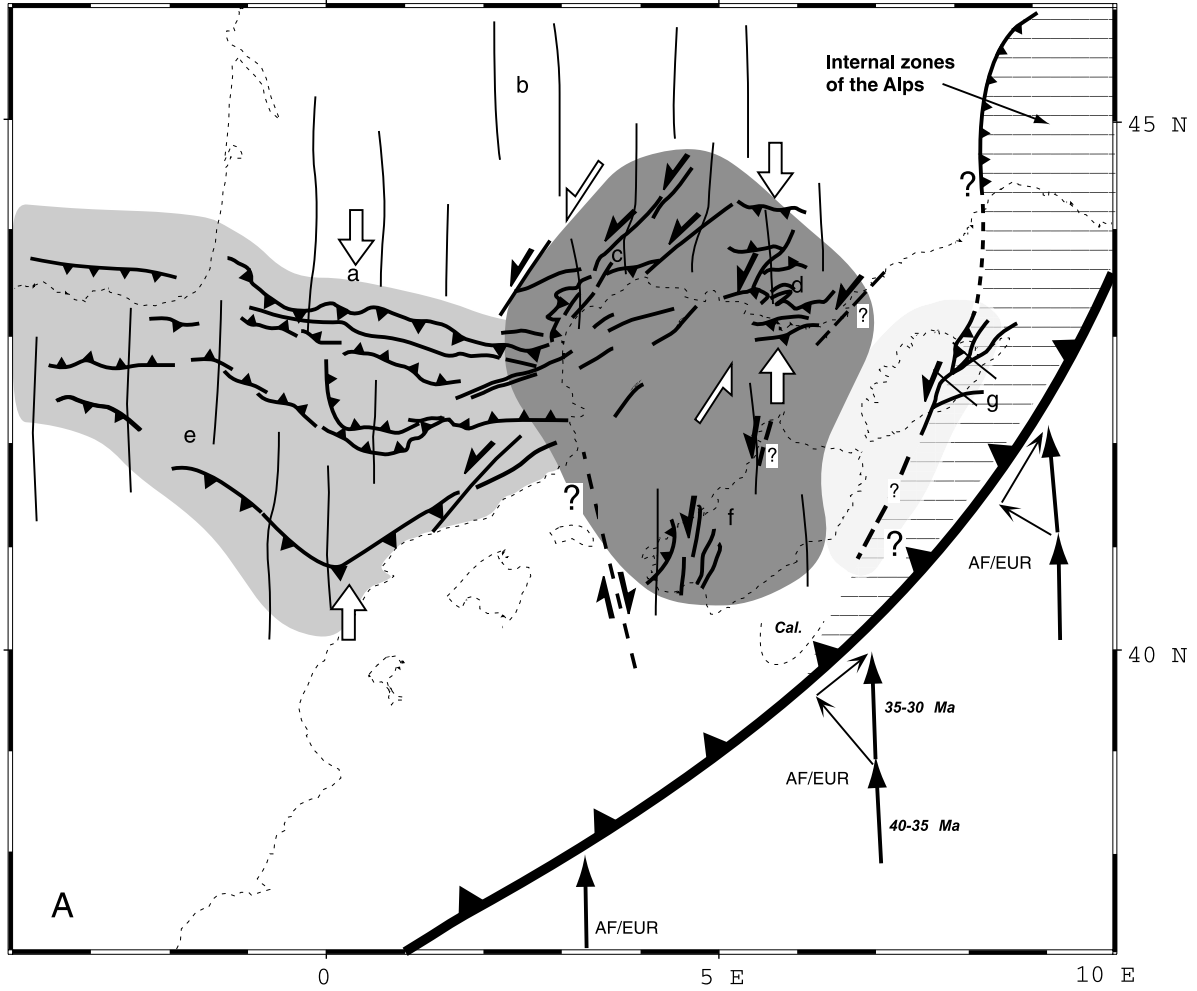 b
Internal zones
of the Alps
45 N
?
a
c
d
?
e
g
?
?
?
f
?
AF/EUR
Cal.
40 N
35-30 Ma
AF/EUR
40-35 Ma
A
AF/EUR
0
5 E
10 E